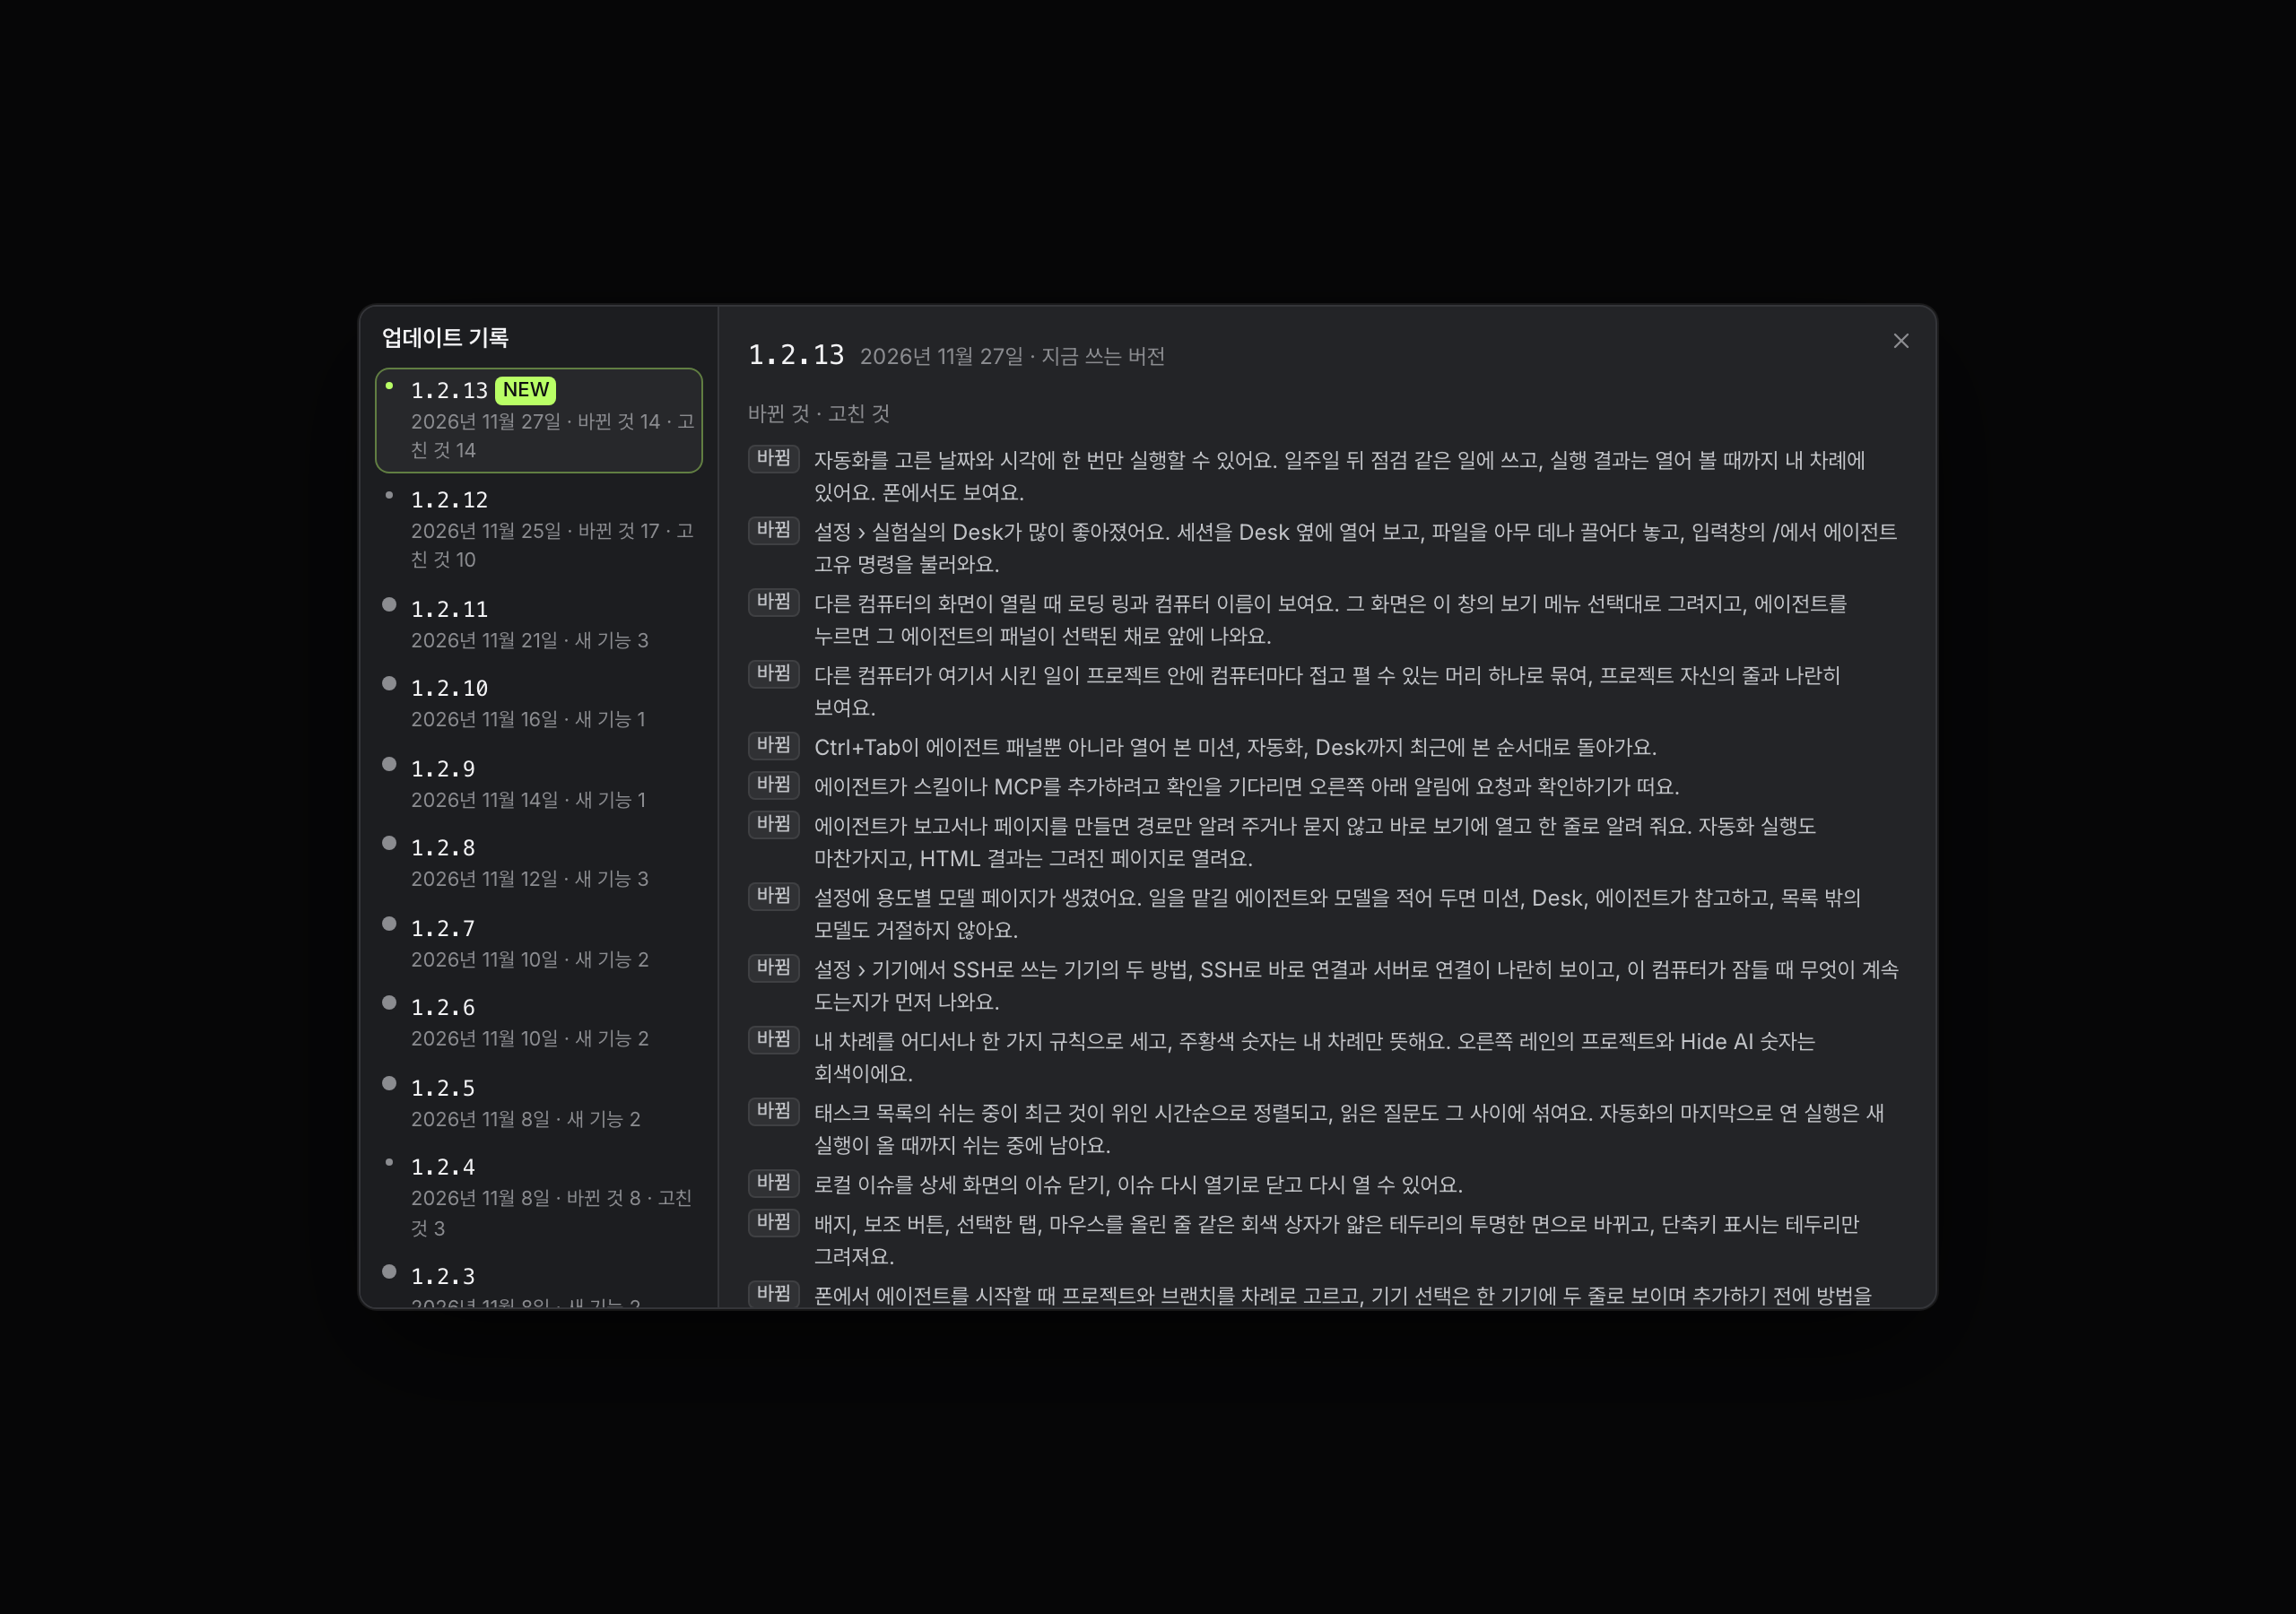 업데이트 기록
1.2.13 NEW
2026년 11월 27일 · 바뀐 것 14 · 고
친 것 14
1.2.12
2026년 11월 25일 · 바뀐 것 17 · 고
친 것 10
1.2.11
2026년 11월 21일 · 새 기능 3
1.2.10
2026년 11월 16일 · 새 기능 1
1.2.9
2026년 11월 14일 · 새 기능 1
1.2.8
2026년 11월 12일 · 새 기능 3
1.2.7
2026년 11월 10일 · 새 기능 2
1.2.6
2026년 11월 10일 · 새 기능 2
1.2.5
2026년 11월 8일 · 새 기능 2
1.2.4
2026년 11월 8일 · 바뀐 것 8 · 고친
것 3
1.2.3
2026년 11월 8일 · 새 기능 2
1.2.13 2026년 11월 27일 · 지금 쓰는 버전
바뀐 것 · 고친 것
바뀜 자동화를 고른 날짜와 시각에 한 번만 실행할 수 있어요. 일주일 뒤 점검 같은 일에 쓰고, 실행 결과는 열어 볼 때까지 내 차례에
있어요. 폰에서도 보여요.
바뀜 설정 › 실험실의 Desk가 많이 좋아졌어요. 세션을 Desk 옆에 열어 보고, 파일을 아무 데나 끌어다 놓고, 입력창의 /에서 에이전트
고유 명령을 불러와요.
바뀜 다른 컴퓨터의 화면이 열릴 때 로딩 링과 컴퓨터 이름이 보여요. 그 화면은 이 창의 보기 메뉴 선택대로 그려지고, 에이전트를
누르면 그 에이전트의 패널이 선택된 채로 앞에 나와요.
바뀜 다른 컴퓨터가 여기서 시킨 일이 프로젝트 안에 컴퓨터마다 접고 펼 수 있는 머리 하나로 묶여, 프로젝트 자신의 줄과 나란히
보여요.
바뀜 Ctrl+Tab이 에이전트 패널뿐 아니라 열어 본 미션, 자동화, Desk까지 최근에 본 순서대로 돌아가요.
바뀜 에이전트가 스킬이나 MCP를 추가하려고 확인을 기다리면 오른쪽 아래 알림에 요청과 확인하기가 떠요.
바뀜 에이전트가 보고서나 페이지를 만들면 경로만 알려 주거나 묻지 않고 바로 보기에 열고 한 줄로 알려 줘요. 자동화 실행도
마찬가지고, HTML 결과는 그려진 페이지로 열려요.
바뀜 설정에 용도별 모델 페이지가 생겼어요. 일을 맡길 에이전트와 모델을 적어 두면 미션, Desk, 에이전트가 참고하고, 목록 밖의
모델도 거절하지 않아요.
바뀜 설정 › 기기에서 SSH로 쓰는 기기의 두 방법, SSH로 바로 연결과 서버로 연결이 나란히 보이고, 이 컴퓨터가 잠들 때 무엇이 계속
도는지가 먼저 나와요.
바뀜 내 차례를 어디서나 한 가지 규칙으로 세고, 주황색 숫자는 내 차례만 뜻해요. 오른쪽 레인의 프로젝트와 Hide AI 숫자는
회색이에요.
바뀜 태스크 목록의 쉬는 중이 최근 것이 위인 시간순으로 정렬되고, 읽은 질문도 그 사이에 섞여요. 자동화의 마지막으로 연 실행은 새
실행이 올 때까지 쉬는 중에 남아요.
바뀜 로컬 이슈를 상세 화면의 이슈 닫기, 이슈 다시 열기로 닫고 다시 열 수 있어요.
바뀜 배지, 보조 버튼, 선택한 탭, 마우스를 올린 줄 같은 회색 상자가 얇은 테두리의 투명한 면으로 바뀌고, 단축키 표시는 테두리만
그려져요.
바뀜 폰에서 에이전트를 시작할 때 프로젝트와 브랜치를 차례로 고르고, 기기 선택은 한 기기에 두 줄로 보이며 추가하기 전에 방법을